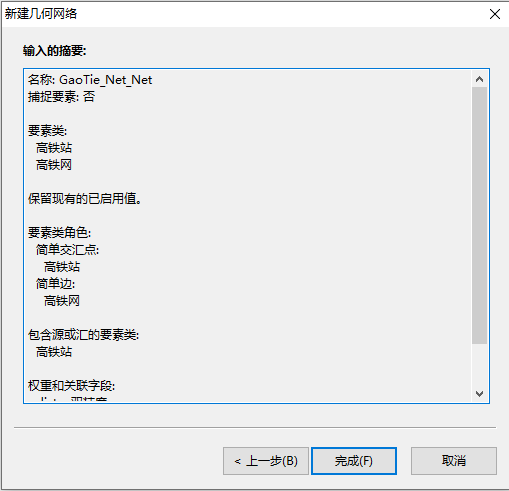 新建几何网络
输入的摘要:
名称: GaoTie_Net_Net
捕捉要素: 否
要素类:
高铁站
高铁网
保留现有的已启用值。
要素类角色:
简单交汇点:
高铁站
简单边:
高铁网
包含源或汇的要素类:
高铁站
权重和关联字段:
< 上一步(B)
完成(F)
取消